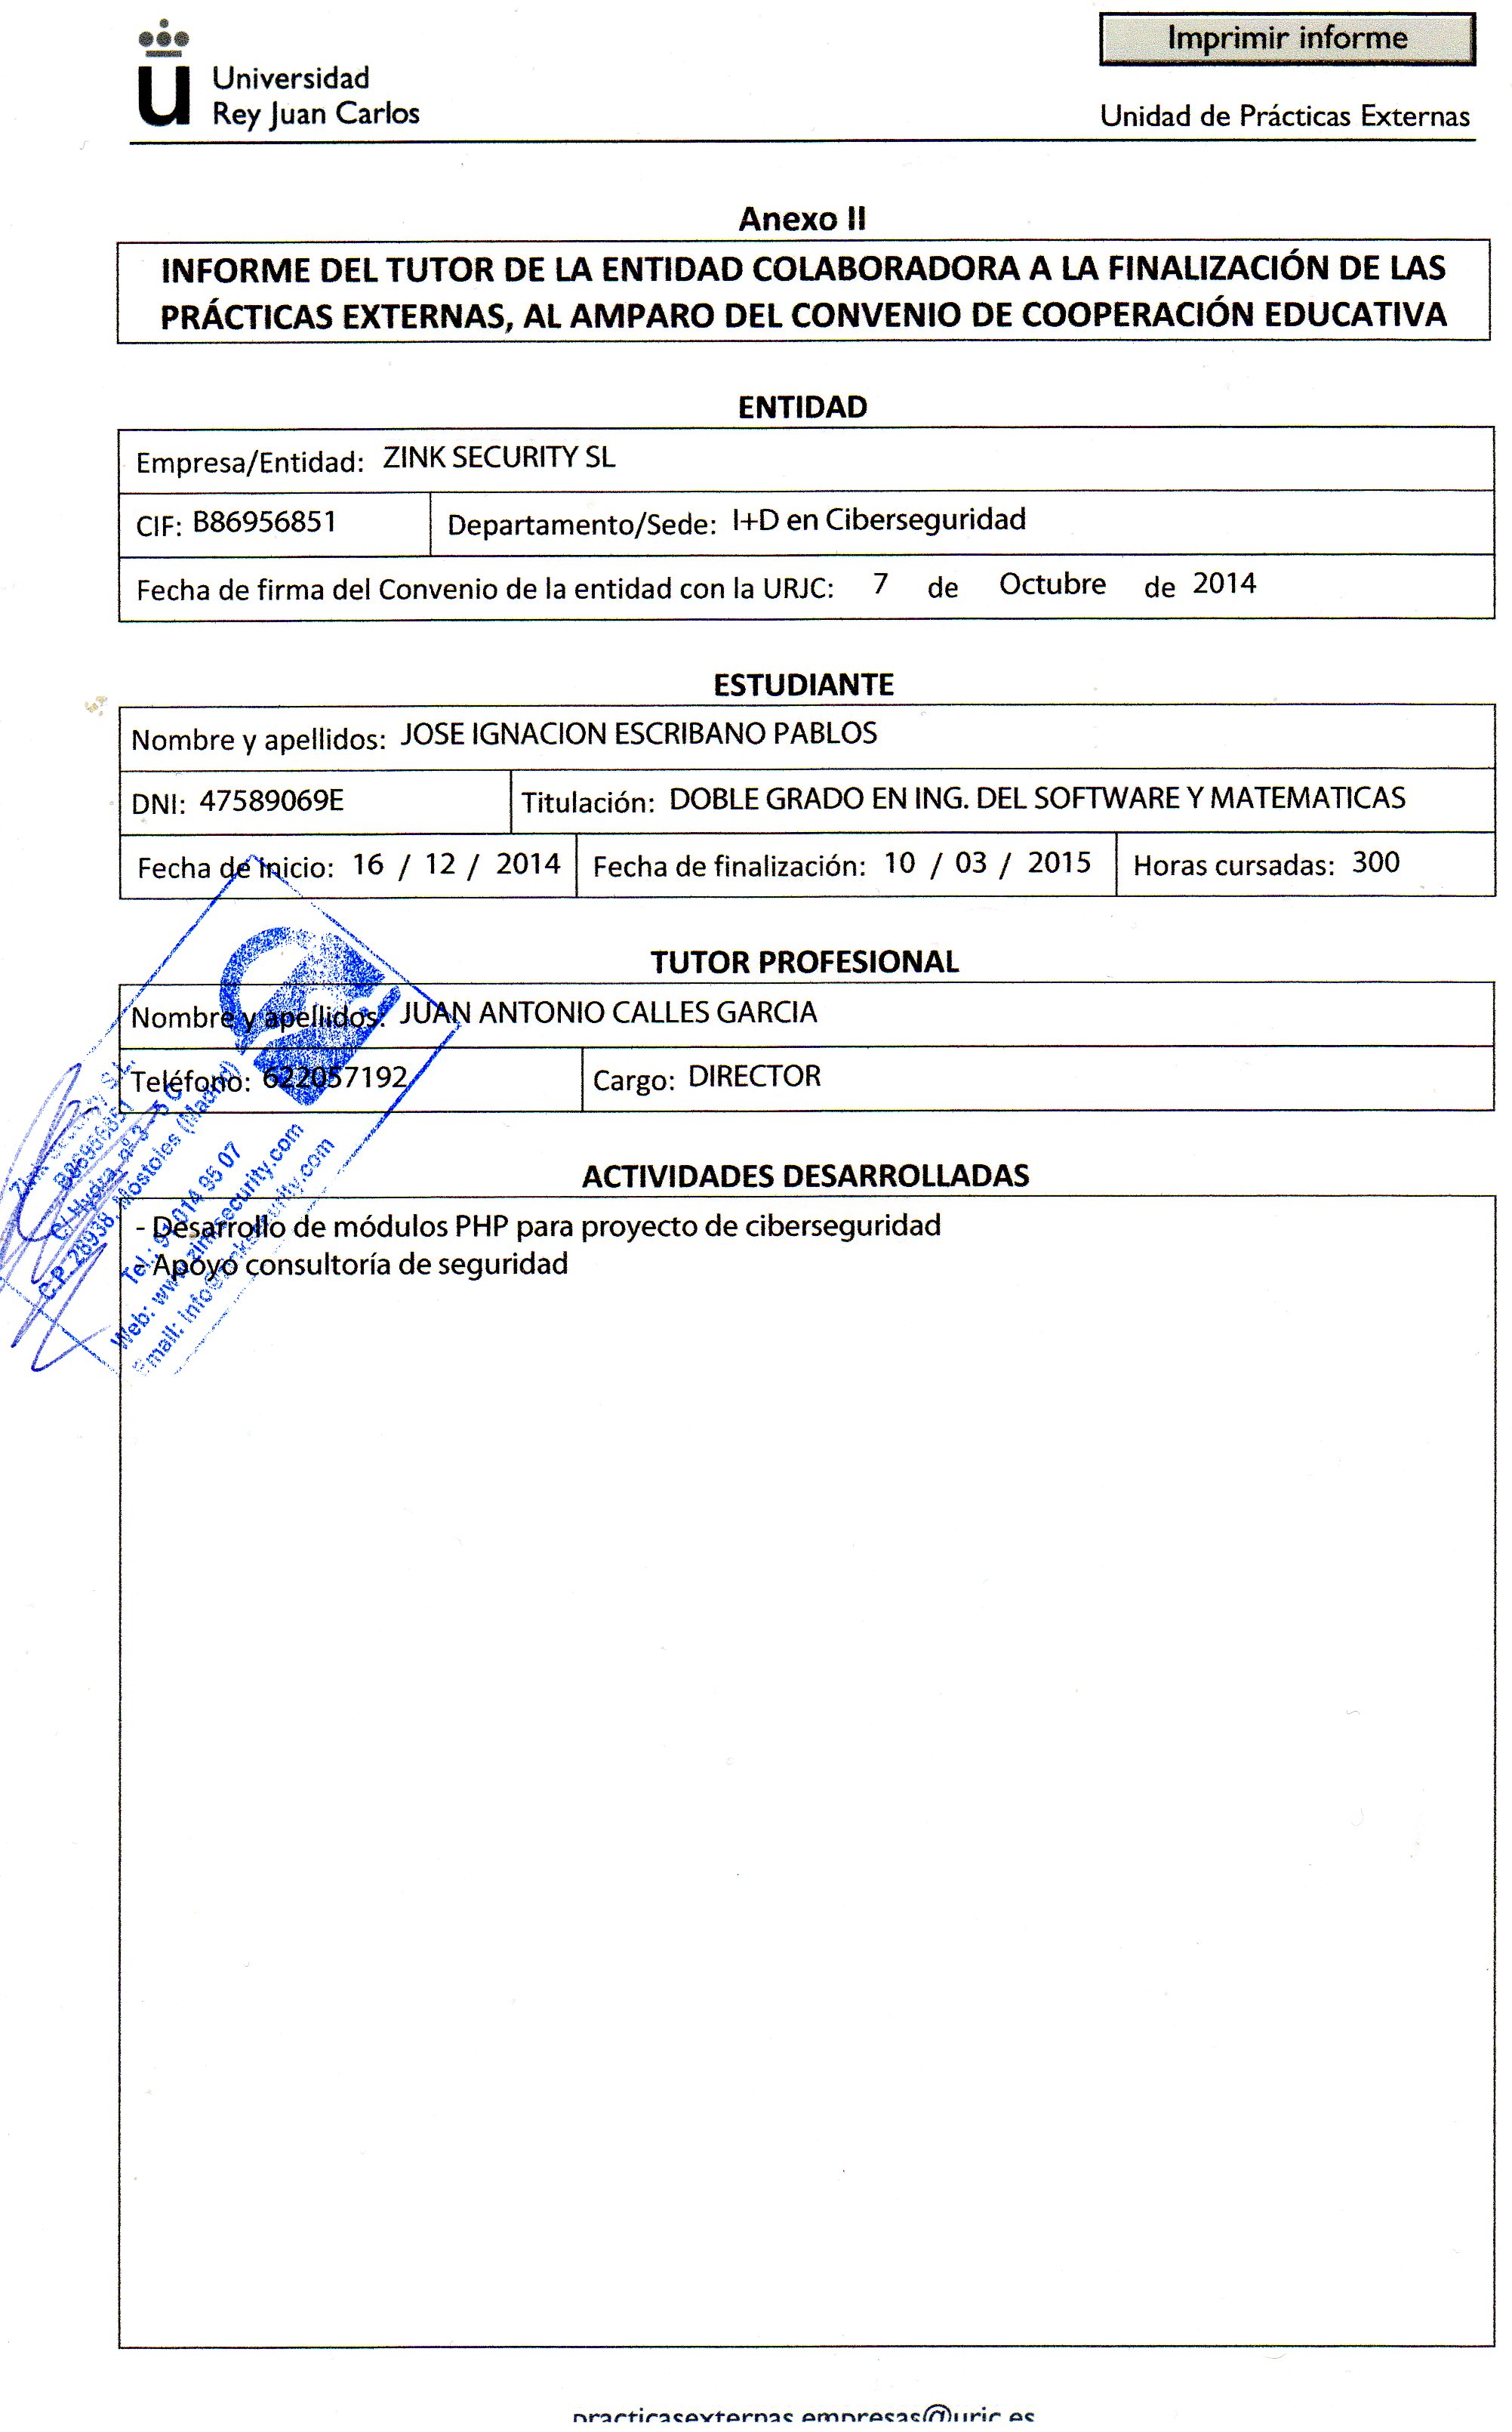 Imprimir informe
Universidad
Rey Juan Carlos
Unidad de Prácticas Externas
Anexo II
INFORME DEL TUTOR DE LA ENTIDAD COLABORADORA A LA FINALIZACIÓN DE LAS
PRÁCTICAS EXTERNAS, AL AMPARO DEL CONVENIO DE COOPERACIÓN EDUCATIVA
ENTIDAD
Empresa/Entidad: ZINK SECURITY SL
CIF: B86956851 Departamento/Sede: I+D en Ciberseguridad
Fecha de firma del Convenio de la entidad con la URJC: 7 de Octubre de 2014
ESTUDIANTE
Nombre y apellidos: JOSE IGNACION ESCRIBANO PABLOS
DNI: 47589069E Titulación: DOBLE GRADO EN ING. DEL SOFTWARE Y MATEMATICAS
Fecha de inicio: 16 / 12 / 2014 Fecha de finalización: 10 / 03 / 2015 Horas cursadas: 300
TUTOR PROFESIONAL
Nombre y apellidos: JUAN ANTONIO CALLES GARCIA
Teléfono: 622057192 Cargo: DIRECTOR
Zink Security S.L.
B86956851
C/ Hydra, nº 3 - 5 C
C.P. 28938, Móstoles (Madrid)
Tel.: 91 014 95 07
Web: www.zinksecurity.com
Email: info@zinksecurity.com
ACTIVIDADES DESARROLLADAS
- Desarrollo de módulos PHP para proyecto de ciberseguridad
- Apoyo consultoría de seguridad
practicasexternas.empresas@urjc.es